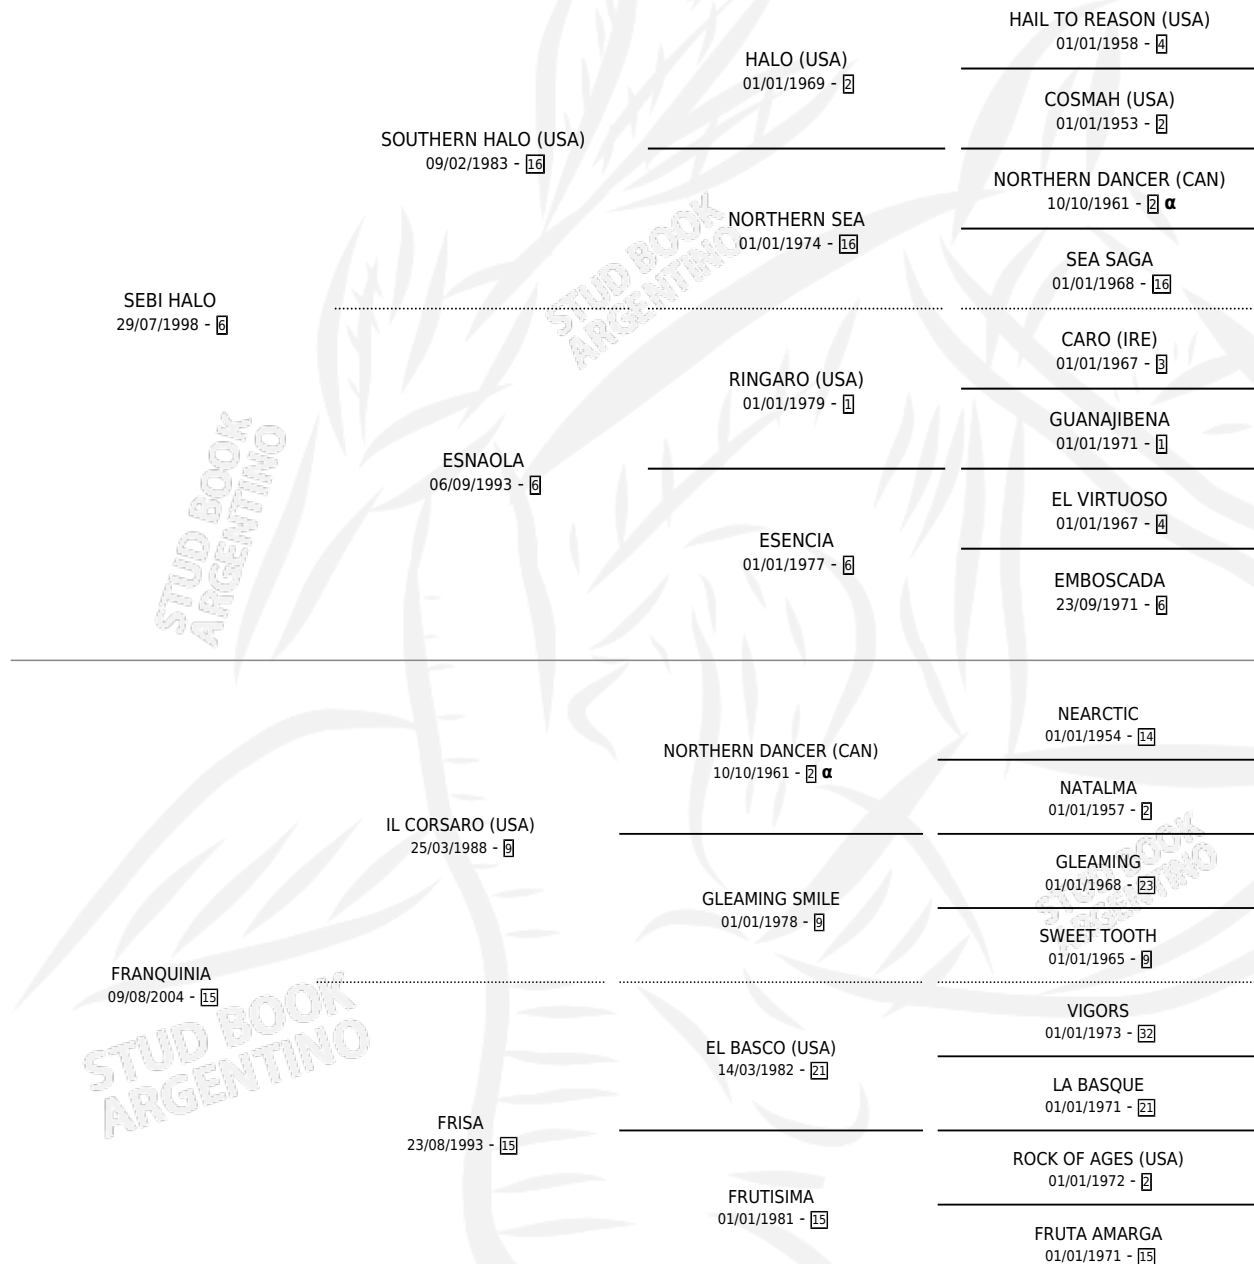 HAIL TO REASON (USA)
01/01/1958 - 4
HALO (USA)
01/01/1969 - 2
COSMAH (USA)
01/01/1953 - 2
SOUTHERN HALO (USA)
09/02/1983 - 16
NORTHERN DANCER (CAN)
10/10/1961 - 2 α
NORTHERN SEA
01/01/1974 - 16
SEA SAGA
01/01/1968 - 16
SEBI HALO
29/07/1998 - 6
CARO (IRE)
01/01/1967 - 3
RINGARO (USA)
01/01/1979 - 1
GUANAJIBENA
01/01/1971 - 1
ESNAOLA
06/09/1993 - 6
EL VIRTUOSO
01/01/1967 - 4
ESENCIA
01/01/1977 - 6
EMBOSCADA
23/09/1971 - 6
NEARCTIC
01/01/1954 - 14
NORTHERN DANCER (CAN)
10/10/1961 - 2 α
NATALMA
01/01/1957 - 2
IL CORSARO (USA)
25/03/1988 - 9
GLEAMING
01/01/1968 - 23
GLEAMING SMILE
01/01/1978 - 9
SWEET TOOTH
01/01/1965 - 9
FRANQUINIA
09/08/2004 - 15
VIGORS
01/01/1973 - 32
EL BASCO (USA)
14/03/1982 - 21
LA BASQUE
01/01/1971 - 21
FRISA
23/08/1993 - 15
ROCK OF AGES (USA)
01/01/1972 - 2
FRUTISIMA
01/01/1981 - 15
FRUTA AMARGA
01/01/1971 - 15
STUD BOOK
ARGENTINO
STUD BOOK
ARGENTINO
STUD BOOK
ARGENTINO
STUD BOOK
ARGENTINO